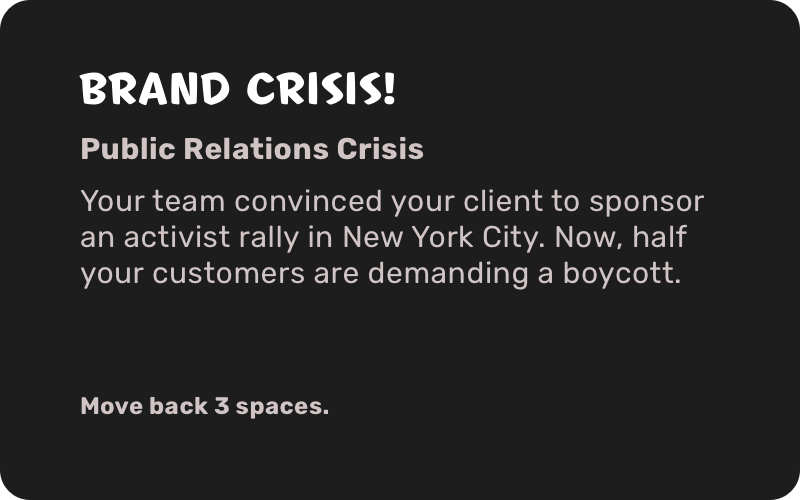 BRAND CRISIS!
Public Relations Crisis
Your team convinced your client to sponsor
an activist rally in New York City. Now, half
your customers are demanding a boycott.
Move back 3 spaces.